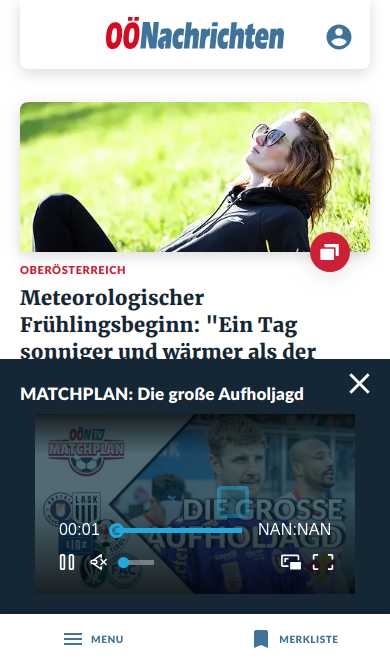 OÖNachrichten
OBERÖSTERREICH
Meteorologischer
Frühlingsbeginn: "Ein Tag
sonniger und wärmer als der
MATCHPLAN: Die große Aufholjagd
OÖN TV
MATCHPLAN
LASK
DIE GROSSE
AUFHOLJAGD
00:01
NAN:NAN
MENU
MERKLISTE